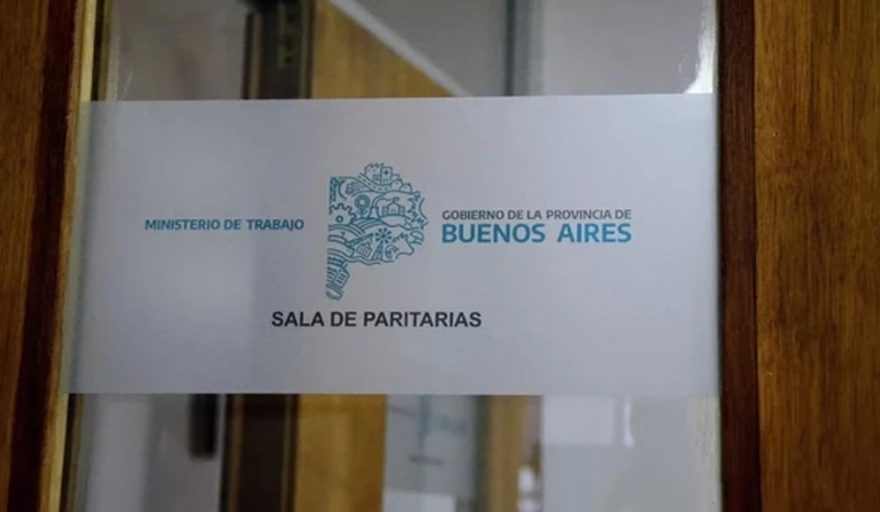 MINISTERIO DE TRABAJO
GOBIERNO DE LA PROVINCIA DE
BUENOS AIRES
SALA DE PARITARIAS